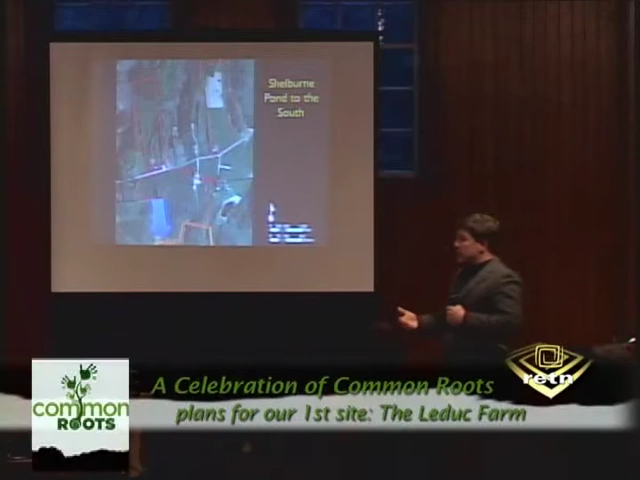 Shelburne
Pond to the
South
A Celebration of Common Roots
plans for our 1st site: The Leduc Farm
common
ROOTS
retn